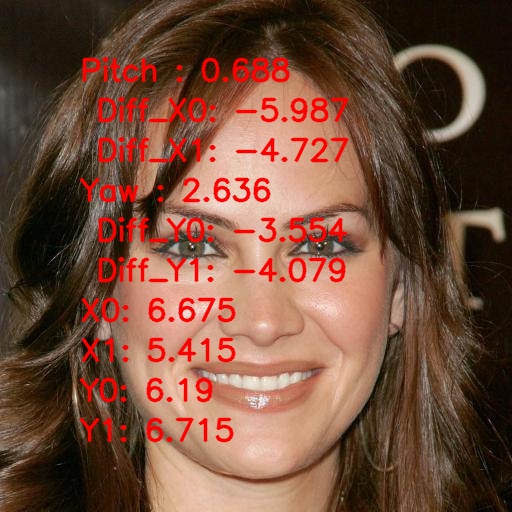 Pitch : 0.688
Diff_X0: -5.987
Diff_X1: -4.727
Yaw : 2.636
Diff_Y0: -3.554
Diff_Y1: -4.079
X0: 6.675
X1: 5.415
Y0: 6.19
Y1: 6.715
O
T